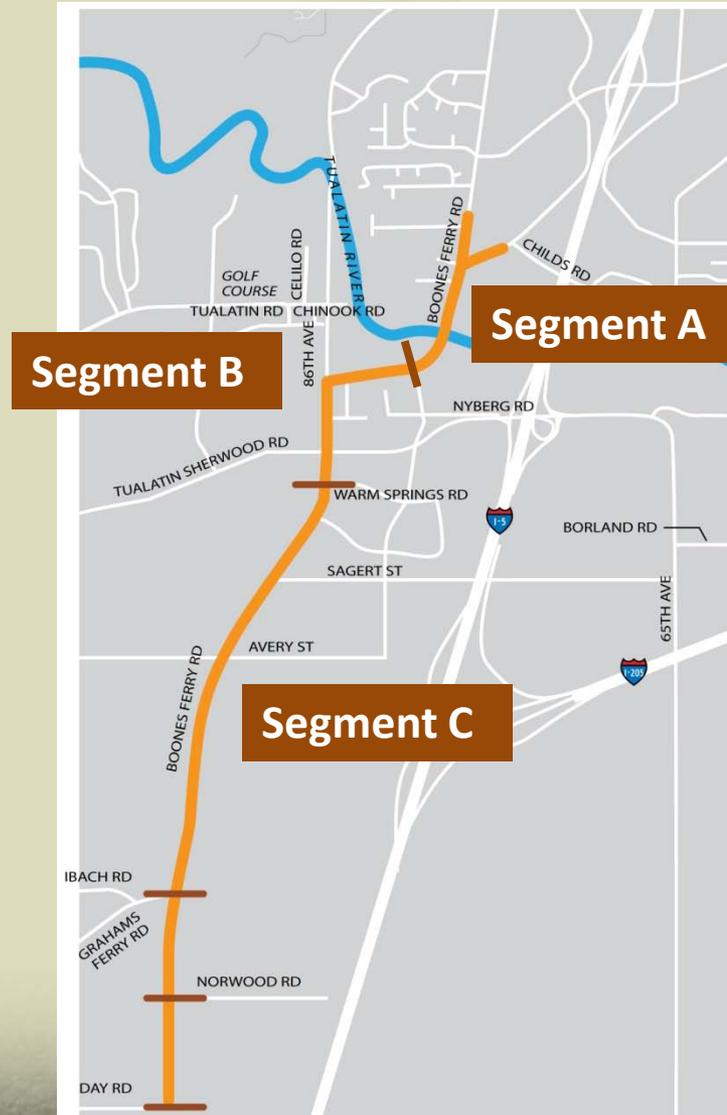 TUALATIN RIVER
BOONES FERRY RD
CHILDS RD
GOLF
COURSE
CELILO RD
TUALATIN RD
CHINOOK RD
Segment A
86TH AVE
Segment B
NYBERG RD
TUALATIN SHERWOOD RD
WARM SPRINGS RD
I-5
BORLAND RD
SAGERT ST
65TH AVE
AVERY ST
I-205
BOONES FERRY RD
Segment C
IBACH RD
GRAHAMS
FERRY RD
NORWOOD RD
DAY RD